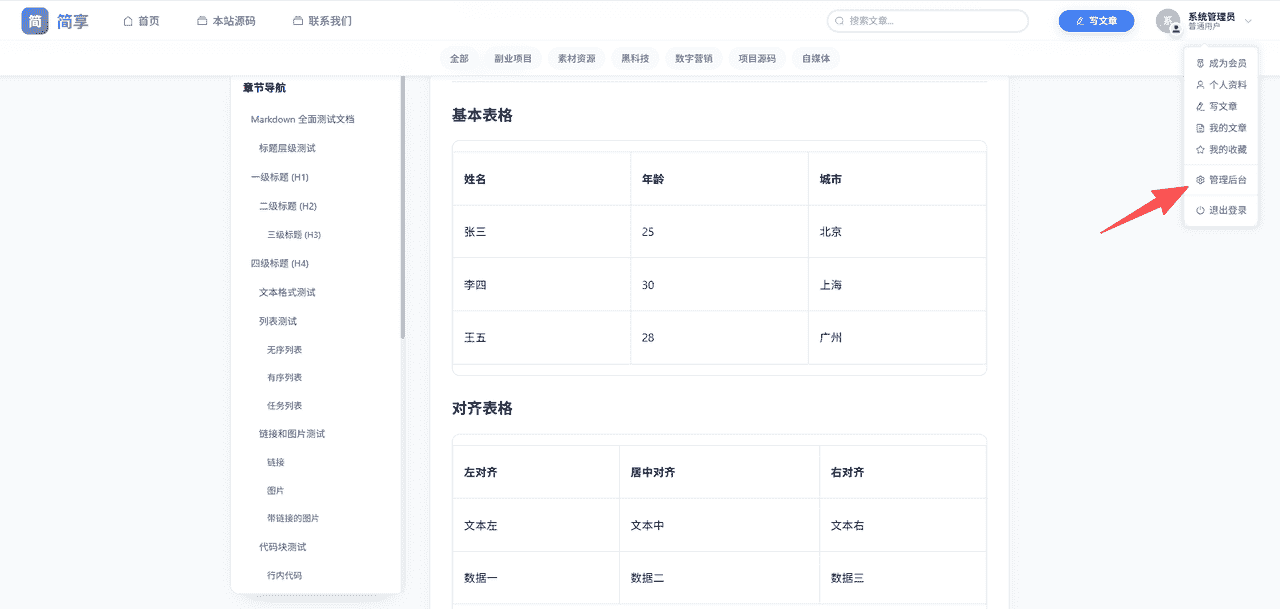 简 简享 首页 本站源码 联系我们 搜索文章... 写文章 系 系统管理员
普通用户
全部 副业项目 素材资源 黑科技 数字营销 项目源码 自媒体
成为会员
个人资料
写文章
我的文章
我的收藏
管理后台
退出登录
章节导航
Markdown 全面测试文档
标题层级测试
一级标题 (H1)
二级标题 (H2)
三级标题 (H3)
四级标题 (H4)
文本格式测试
列表测试
无序列表
有序列表
任务列表
链接和图片测试
链接
图片
带链接的图片
代码块测试
行内代码
基本表格
姓名 年龄 城市
张三 25 北京
李四 30 上海
王五 28 广州
对齐表格
左对齐 居中对齐 右对齐
文本左 文本中 文本右
数据一 数据二 数据三